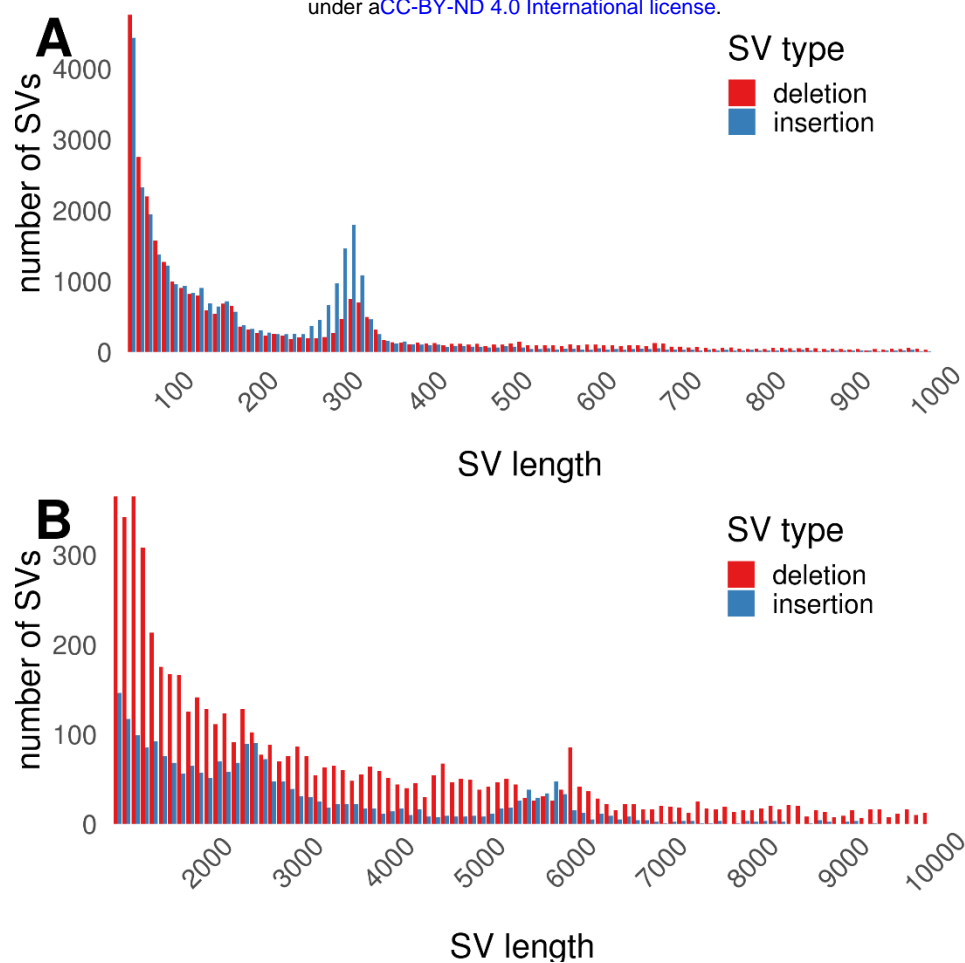 under aCC-BY-ND 4.0 International license.
A
SV type
deletion
insertion
number of SVs
4000
3000
2000
1000
0
100
200
300
400
500
600
700
800
900
1000
SV length
B
SV type
deletion
insertion
number of SVs
300
200
100
0
2000
3000
4000
5000
6000
7000
8000
9000
10000
SV length